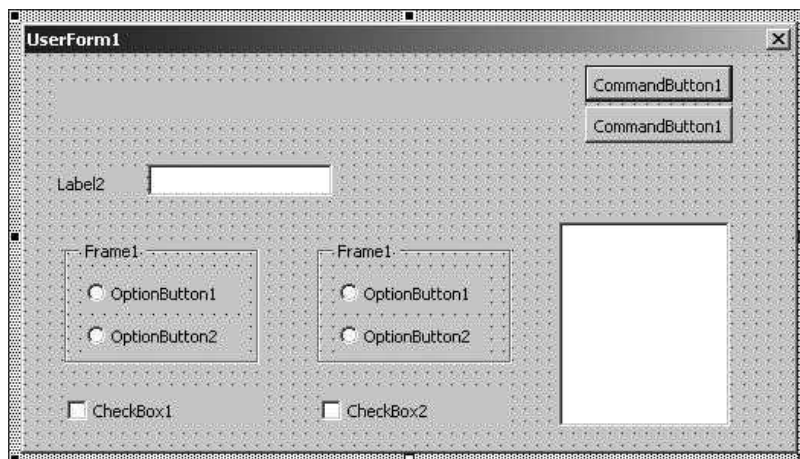 UserForm1
CommandButton1
CommandButton1
Label2
Frame1
Frame1
OptionButton1
OptionButton1
OptionButton2
OptionButton2
CheckBox1
CheckBox2